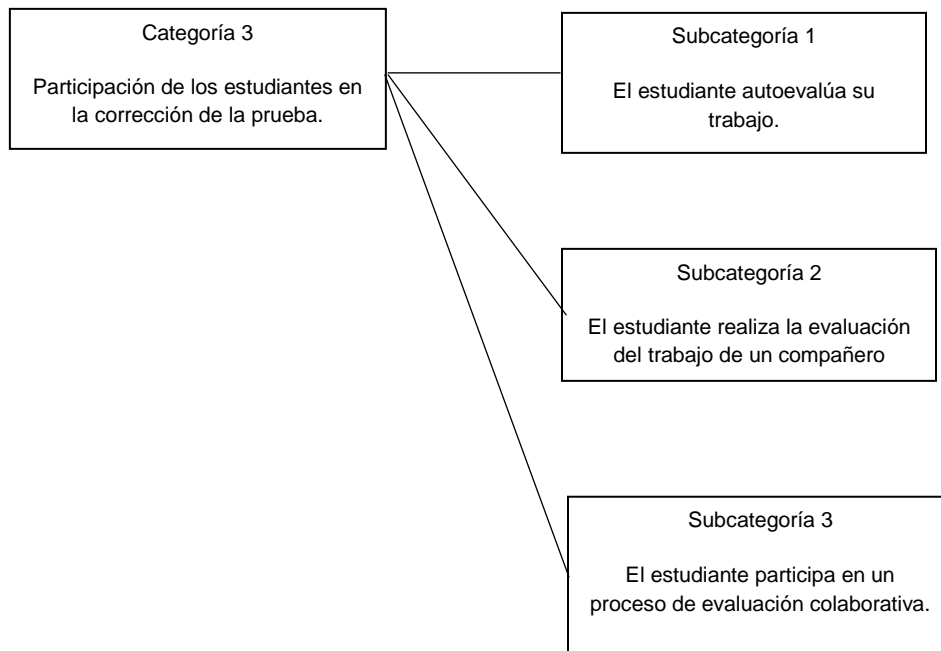 Categoría 3
Participación de los estudiantes en
la corrección de la prueba.
Subcategoría 1
El estudiante autoevalúa su
trabajo.
Subcategoría 2
El estudiante realiza la evaluación
del trabajo de un compañero
Subcategoría 3
El estudiante participa en un
proceso de evaluación colaborativa.